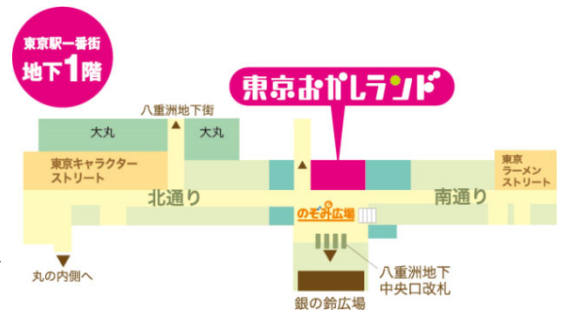 東京駅一番街
地下1階
東京おかしランド
八重洲地下街
大丸
大丸
東京キャラクター
ストリート
東京
ラーメン
ストリート
北通り
南通り
のぞみ広場
丸の内側へ
八重洲地下
中央口改札
銀の鈴広場